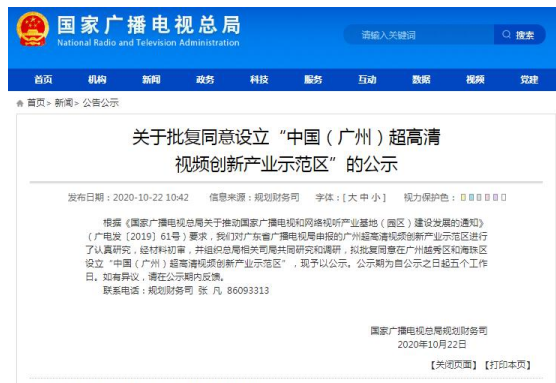 国家广播电视总局
National Radio and Television Administration
请输入关键词
搜索
首页 机构 新闻 政务 科技 服务 互动 数据 视频 党建
首页> 新闻> 公告公示
关于批复同意设立“中国（广州）超高清
视频创新产业示范区”的公示
发布日期：2020-10-22 10:42 信息来源：规划财务司 字体：[大 中 小] 视力保护色：
根据《国家广播电视总局关于推动国家广播电视和网络视听产业基地（园区）建设发展的通知》
（广电发〔2019〕61号）要求，我们对广东省广播电视局申报的广州超高清视频创新产业示范区进行
了认真研究，经材料初审，并组织总局相关司局共同研究和调研，拟批复同意在广州越秀区和海珠区
设立“中国（广州）超高清视频创新产业示范区”，现予以公示。公示期为自公示之日起五个工作
日。如有异议，请在公示期内反馈。
联系电话：规划财务司 张 凡 86093313
国家广播电视总局规划财务司
2020年10月22日
【关闭页面】【打印本页】